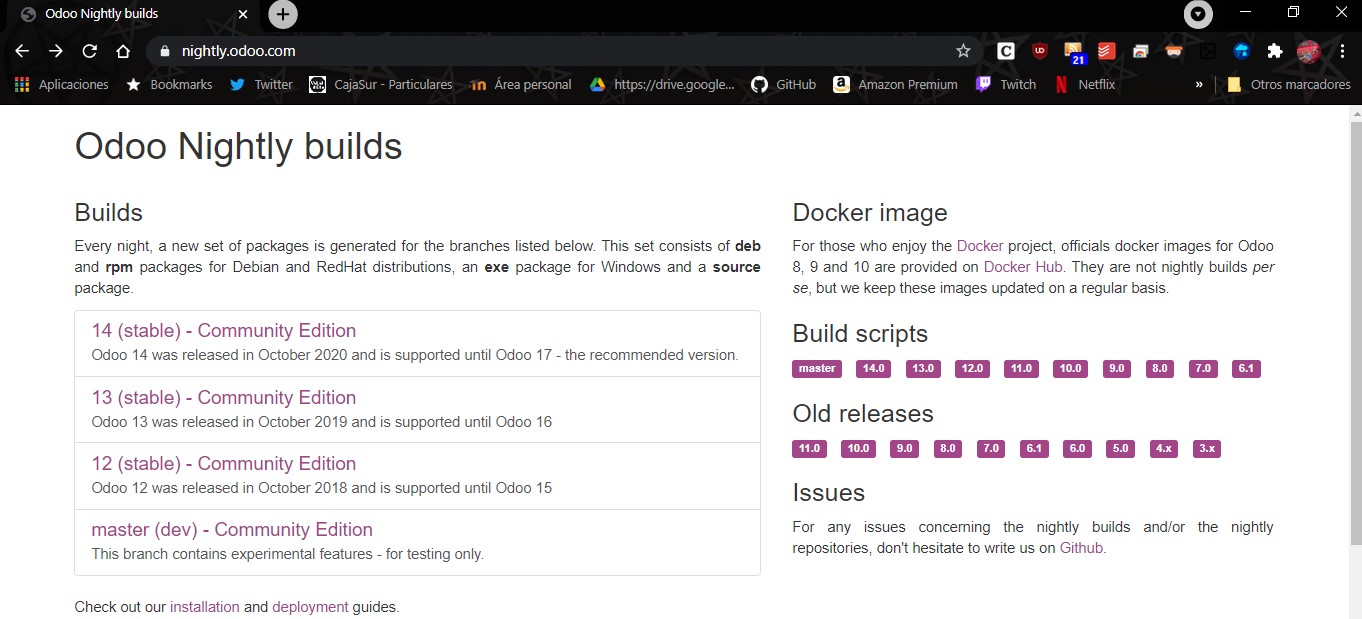 Odoo Nightly builds
nightly.odoo.com
21
Aplicaciones Bookmarks Twitter CajaSur - Particulares Área personal https://drive.google... GitHub Amazon Premium Twitch Netflix » Otros marcadores
Odoo Nightly builds
Builds
Every night, a new set of packages is generated for the branches listed below. This set consists of deb
and rpm packages for Debian and RedHat distributions, an exe package for Windows and a source
package.
14 (stable) - Community Edition
Odoo 14 was released in October 2020 and is supported until Odoo 17 - the recommended version.
13 (stable) - Community Edition
Odoo 13 was released in October 2019 and is supported until Odoo 16
12 (stable) - Community Edition
Odoo 12 was released in October 2018 and is supported until Odoo 15
master (dev) - Community Edition
This branch contains experimental features - for testing only.
Check out our installation and deployment guides.
Docker image
For those who enjoy the Docker project, officials docker images for Odoo
8, 9 and 10 are provided on Docker Hub. They are not nightly builds per
se, but we keep these images updated on a regular basis.
Build scripts
master 14.0 13.0 12.0 11.0 10.0 9.0 8.0 7.0 6.1
Old releases
11.0 10.0 9.0 8.0 7.0 6.1 6.0 5.0 4.x 3.x
Issues
For any issues concerning the nightly builds and/or the nightly
repositories, don't hesitate to write us on Github.